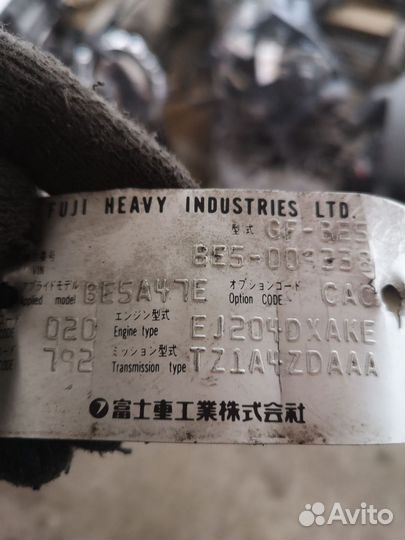 FUJI HEAVY INDUSTRIES LTD.
型式 GF-BE5
番号 VIN
アプライドモデル Applied model BE5A47E オプションコード Option CODE CAC
020 エンジン型式 Engine type EJ204DXAKE
CODE 792 ミッション型式 Transmission type TZ1A4ZDAAA
富士重工業株式会社
Avito